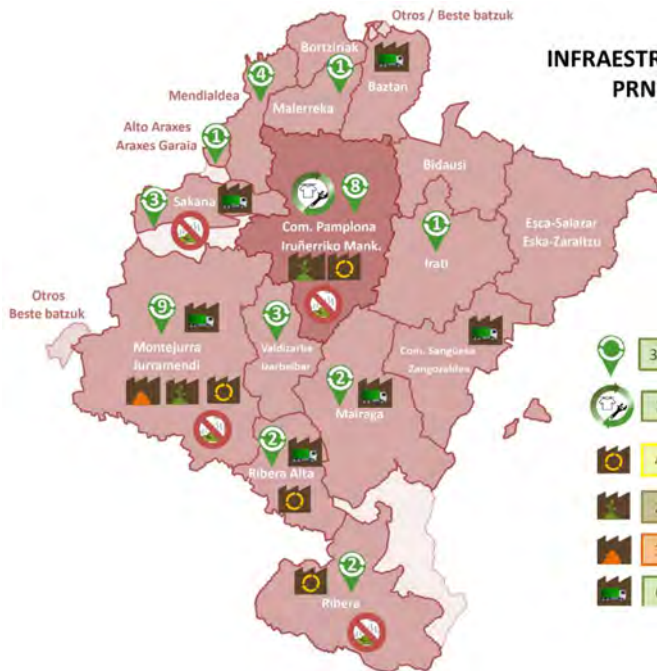 Otros / Beste batzuk
INFRAESTR
PRN
Bortziriak
4
1
Baztan
Mendialdea
Malerreka
Alto Araxes
Araxes Garaia
1
Bidausi
8
3
Sakana
1
Com. Pamplona
Iruñerriko Mank.
Irati
Esca-Salazar
Eska-Zaraitzu
Otros
Beste batzuk
9
3
Montejurra
Jurramendi
Valdizarbe
Izarbeibar
Com. Sangüesa
Zangozaldea
3
2
Mairaga
2
Ribera Alta
2
Ribera